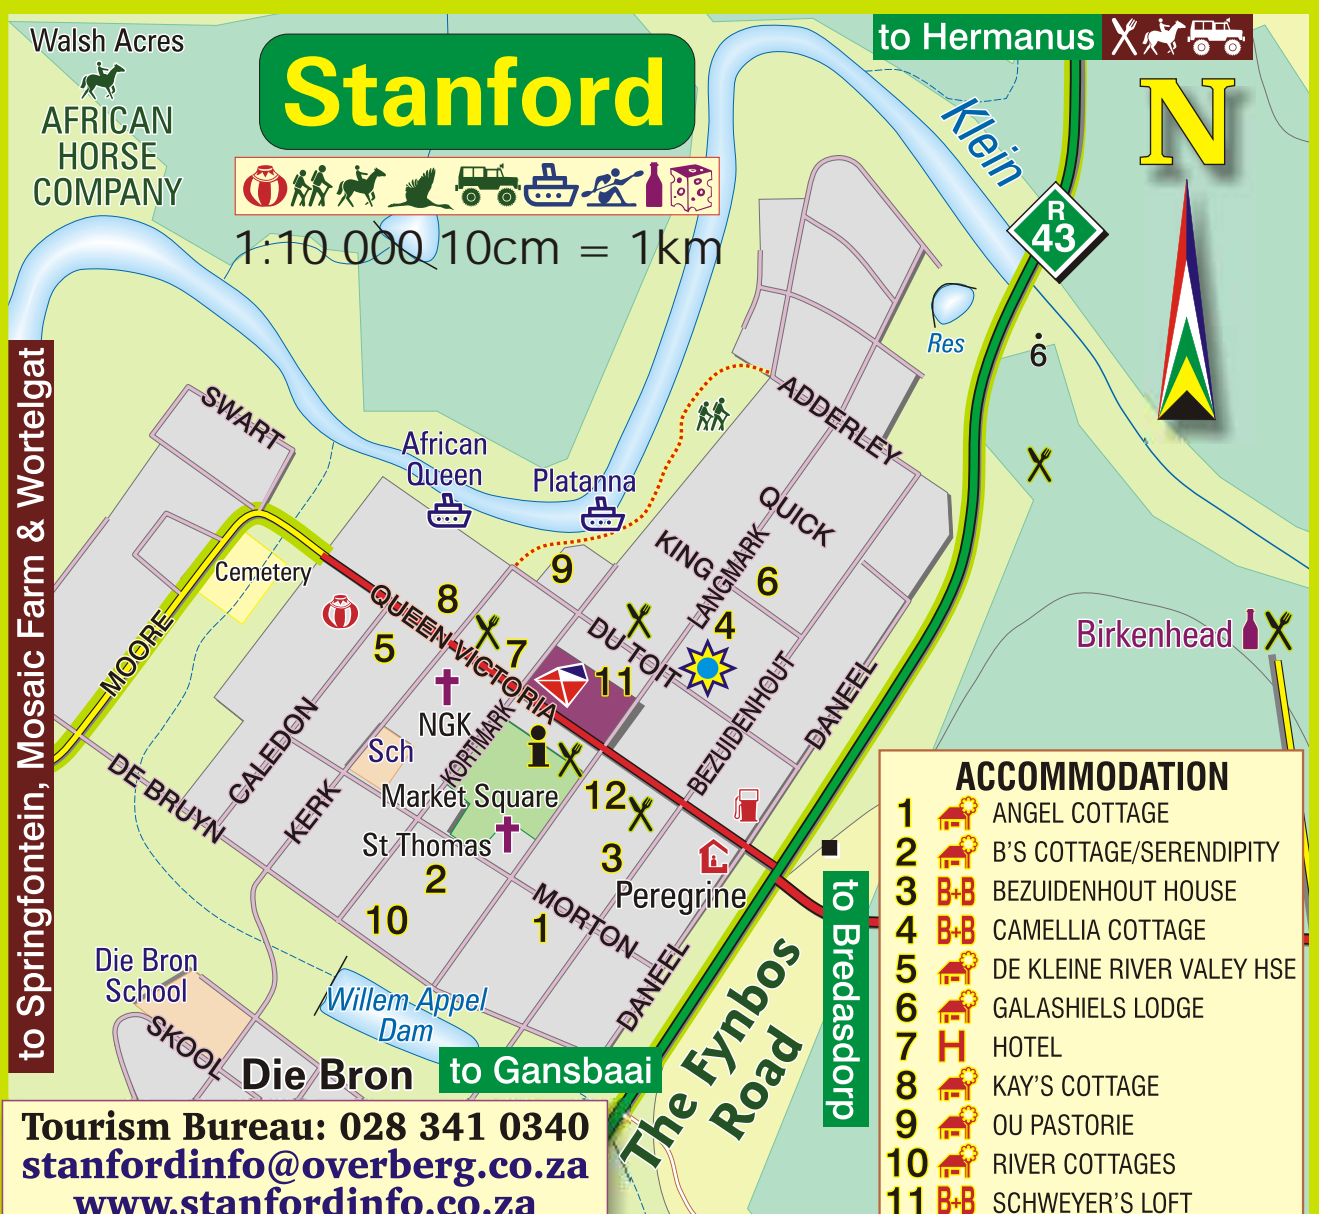 Walsh Acres
AFRICAN
HORSE
COMPANY
Stanford
1:10 000 10cm = 1km
to Hermanus
N
Klein
R
43
Res
6
to Springfontein, Mosaic Farm & Wortelgat
SWART
African
Queen
Platanna
ADDERLEY
QUICK
KING
LANGMARK
6
Cemetery
9
8
QUEEN VICTORIA
5
7
DU TOIT
4
11
MOORE
NGK
Sch
KORTMARK
i
BEZUIDENHOUT
DANEEL
Birkenhead
DE BRUYN
CALEDON
KERK
Market Square
12
St Thomas
3
2
Peregrine
10
1
MORTON
DANEEL
Die Bron
School
SKOOL
Willem Appel
Dam
Die Bron
to Gansbaai
The Fynbos
Road
to Bredasdorp
Tourism Bureau: 028 341 0340
stanfordinfo@overberg.co.za
www.stanfordinfo.co.za
ACCOMMODATION
1 ANGEL COTTAGE
2 B'S COTTAGE/SERENDIPITY
3 B+B BEZUIDENHOUT HOUSE
4 B+B CAMELLIA COTTAGE
5 DE KLEINE RIVER VALEY HSE
6 GALASHIELS LODGE
7 H HOTEL
8 KAY'S COTTAGE
9 OU PASTORIE
10 RIVER COTTAGES
11 B+B SCHWEYER'S LOFT